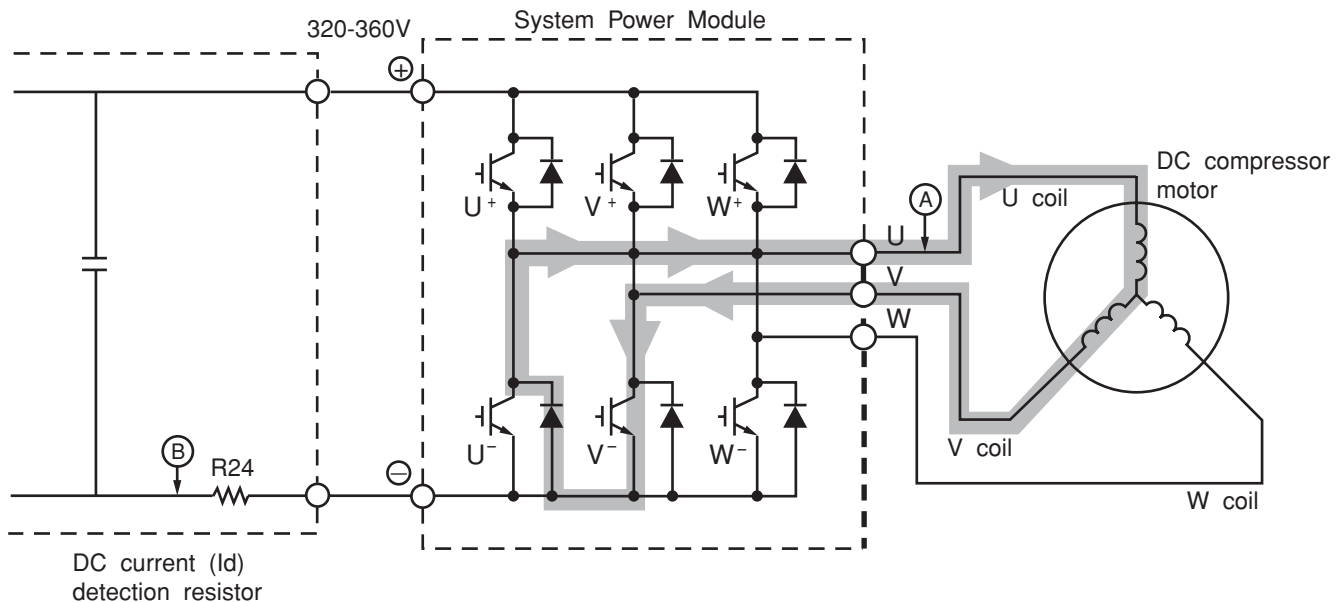 System Power Module
320-360V
+
U+
V+
W+
A
U coil
DC compressor
motor
U
V
W
U−
V−
W−
V coil
W coil
B
R24
−
DC current (Id)
detection resistor